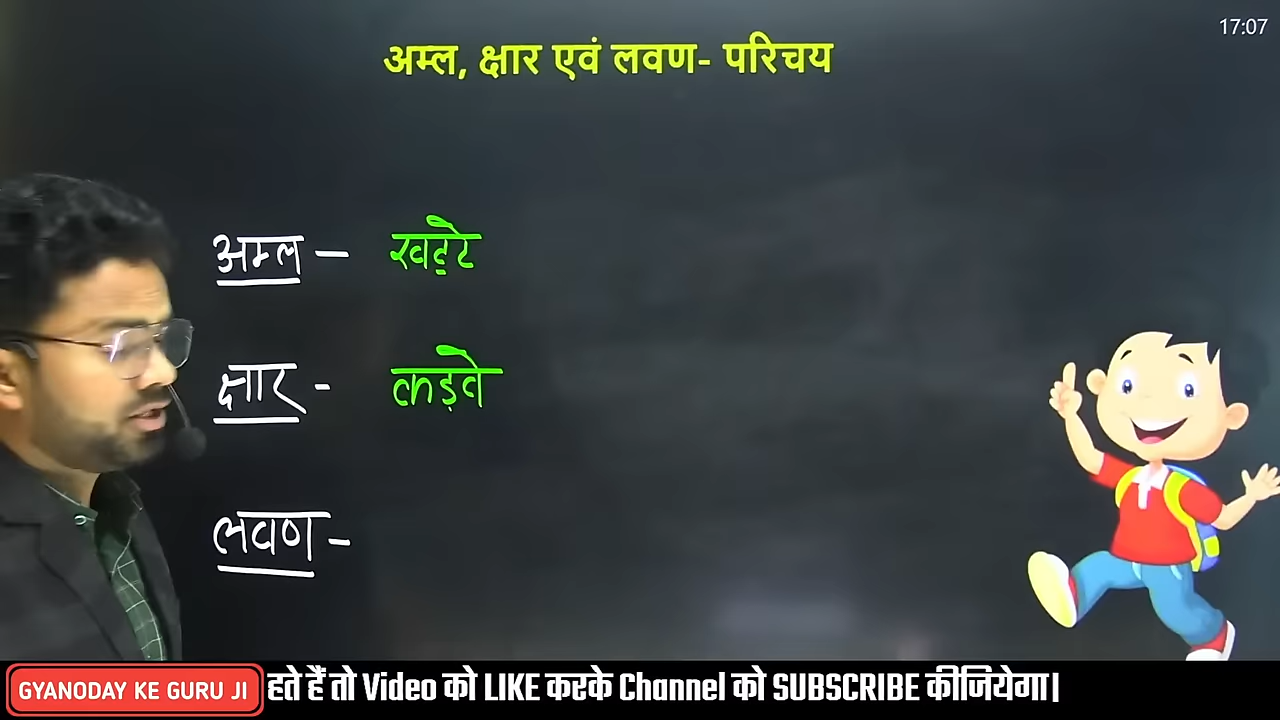 17:07
अम्ल, क्षार एवं लवण- परिचय
अम्ल – खट्टे
क्षार - कड़वे
लवण -
GYANODAY KE GURU JI
हते हैं तो Video को LIKE करके Channel को SUBSCRIBE कीजियेगा|